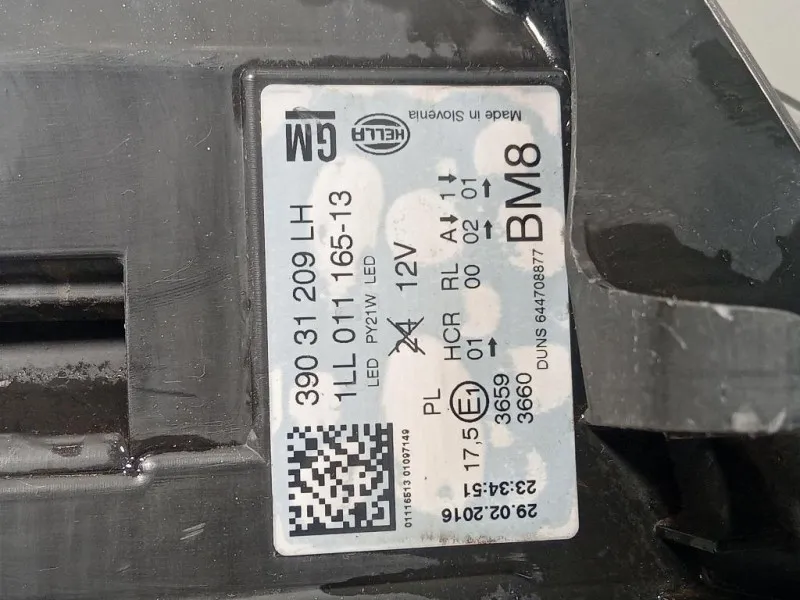 GM HELLA Made in Slovenia
390 31 209 LH
1LL 011 165-13
LED PY21W LED
24 12V
PL HCR RL A↓ 1↓
17,5 E1 01 00 02 01
3659
3660
BM8
DUNS 644708877
01116513 01097149
29.02.2016
23:34:51